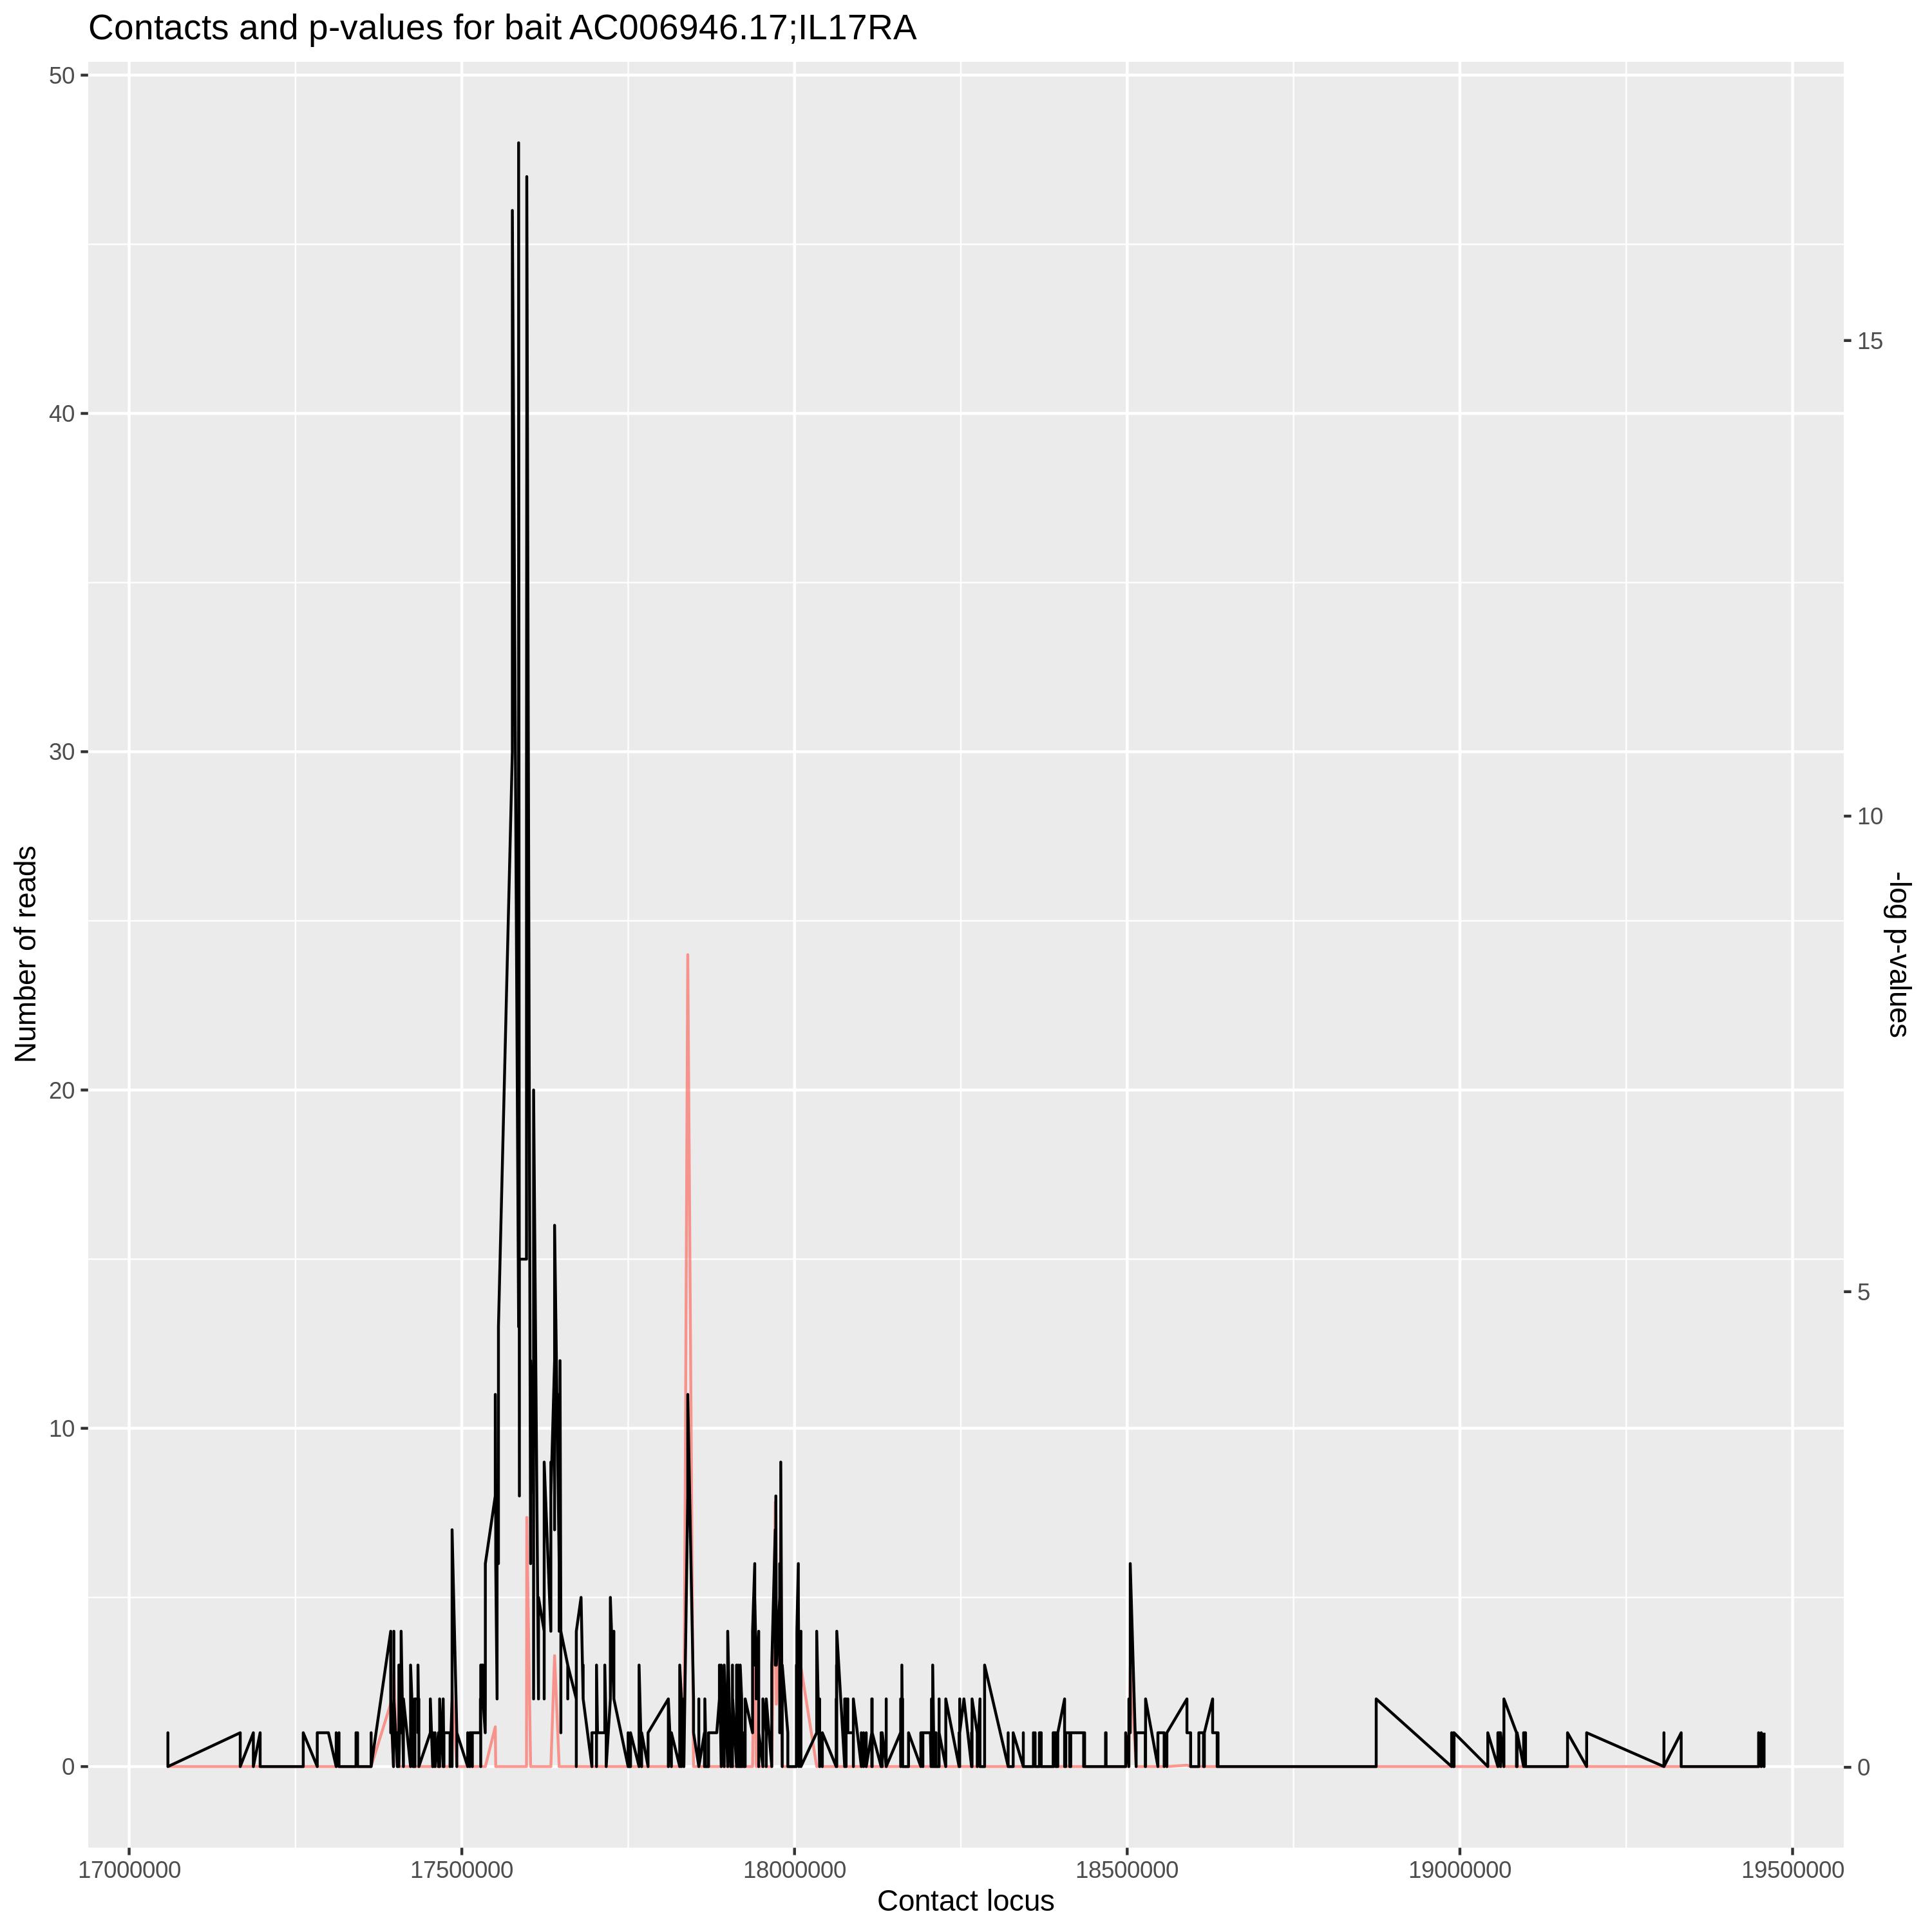 Contacts and p-values for bait AC006946.17;IL17RA
50
40
30
20
10
0
Number of reads
15
10
5
0
-log p-values
17000000 17500000 18000000 18500000 19000000 19500000
Contact locus